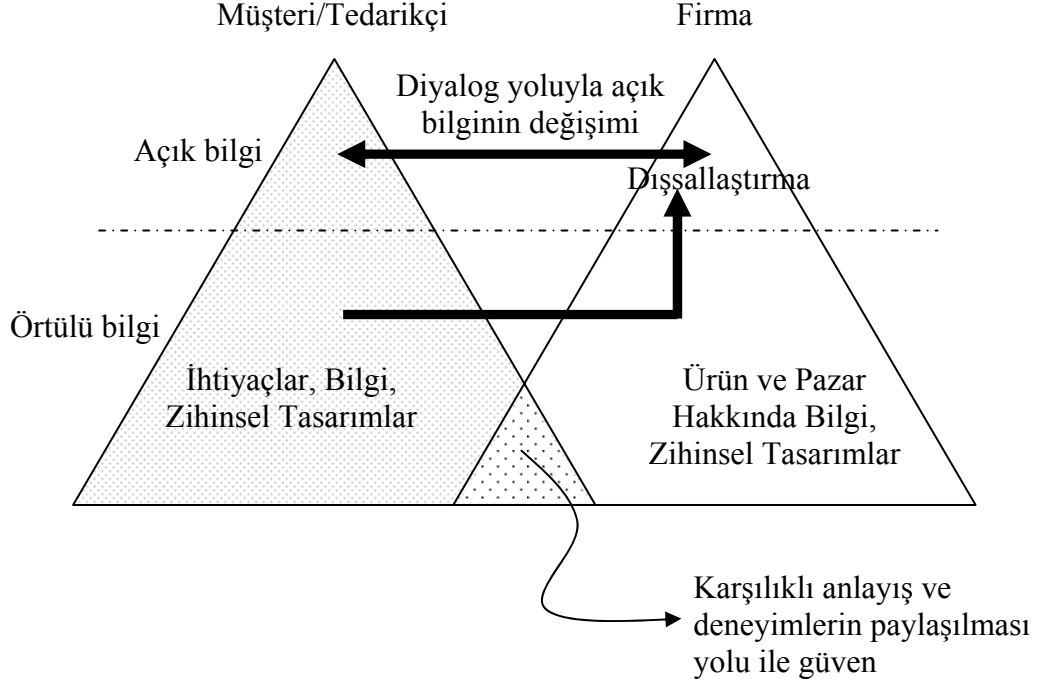 Müşteri/Tedarikçi
Firma
Diyalog yoluyla açık
bilginin değişimi
Açık bilgi
Dışsallaştırma
Örtülü bilgi
İhtiyaçlar, Bilgi,
Zihinsel Tasarımlar
Ürün ve Pazar
Hakkında Bilgi,
Zihinsel Tasarımlar
Karşılıklı anlayış ve
deneyimlerin paylaşılması
yolu ile güven